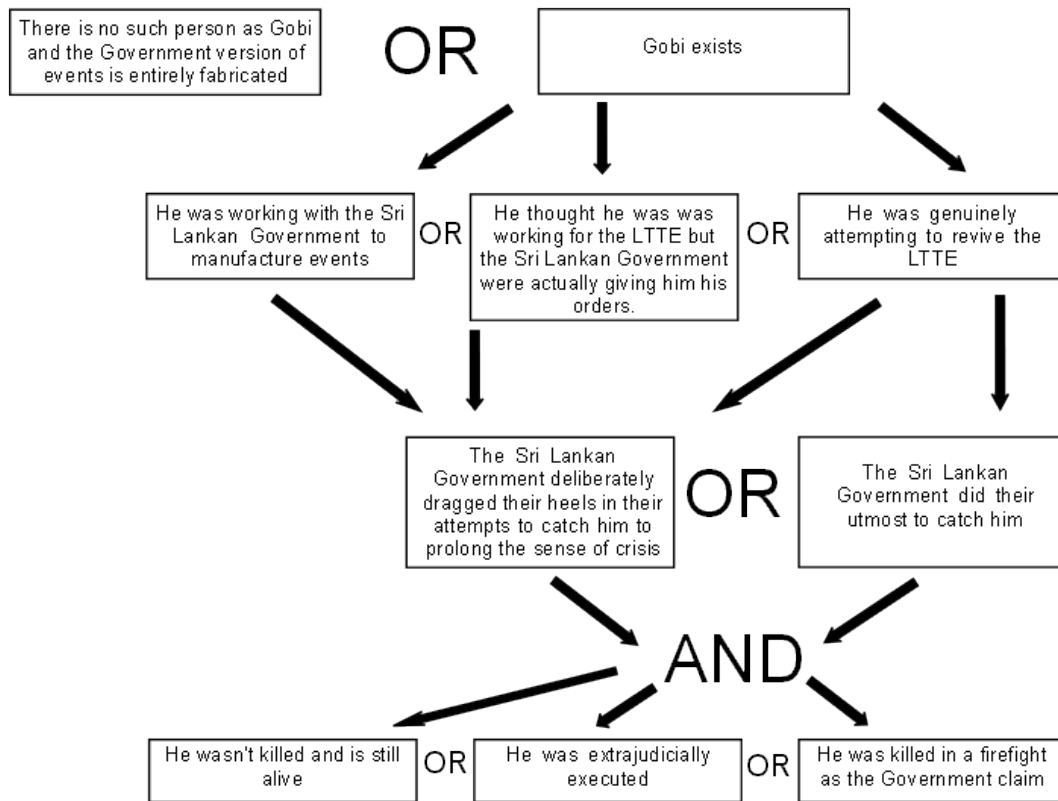 There is no such person as Gobi
and the Government version of
events is entirely fabricated
OR
Gobi exists
He was working with the Sri
Lankan Government to
manufacture events
OR
He thought he was was
working for the LTTE but
the Sri Lankan Government
were actually giving him his
orders.
OR
He was genuinely
attempting to revive the
LTTE
The Sri Lankan
Government deliberately
dragged their heels in their
attempts to catch him to
prolong the sense of crisis
OR
The Sri Lankan
Government did their
utmost to catch him
AND
He wasn't killed and is still
alive
OR
He was extrajudicially
executed
OR
He was killed in a firefight
as the Government claim